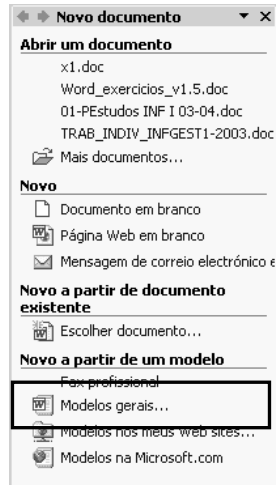 Novo documento
Abrir um documento
x1.doc
Word_exercicios_v1.5.doc
01-PEstudos INF I 03-04.doc
TRAB_INDIV_INFGEST1-2003.doc
Mais documentos...
Novo
Documento em branco
Página Web em branco
Mensagem de correio electrónico e
Novo a partir de documento
existente
Escolher documento...
Novo a partir de um modelo
Fax profissional
Modelos gerais...
Modelos nos meus Web sites...
Modelos na Microsoft.com